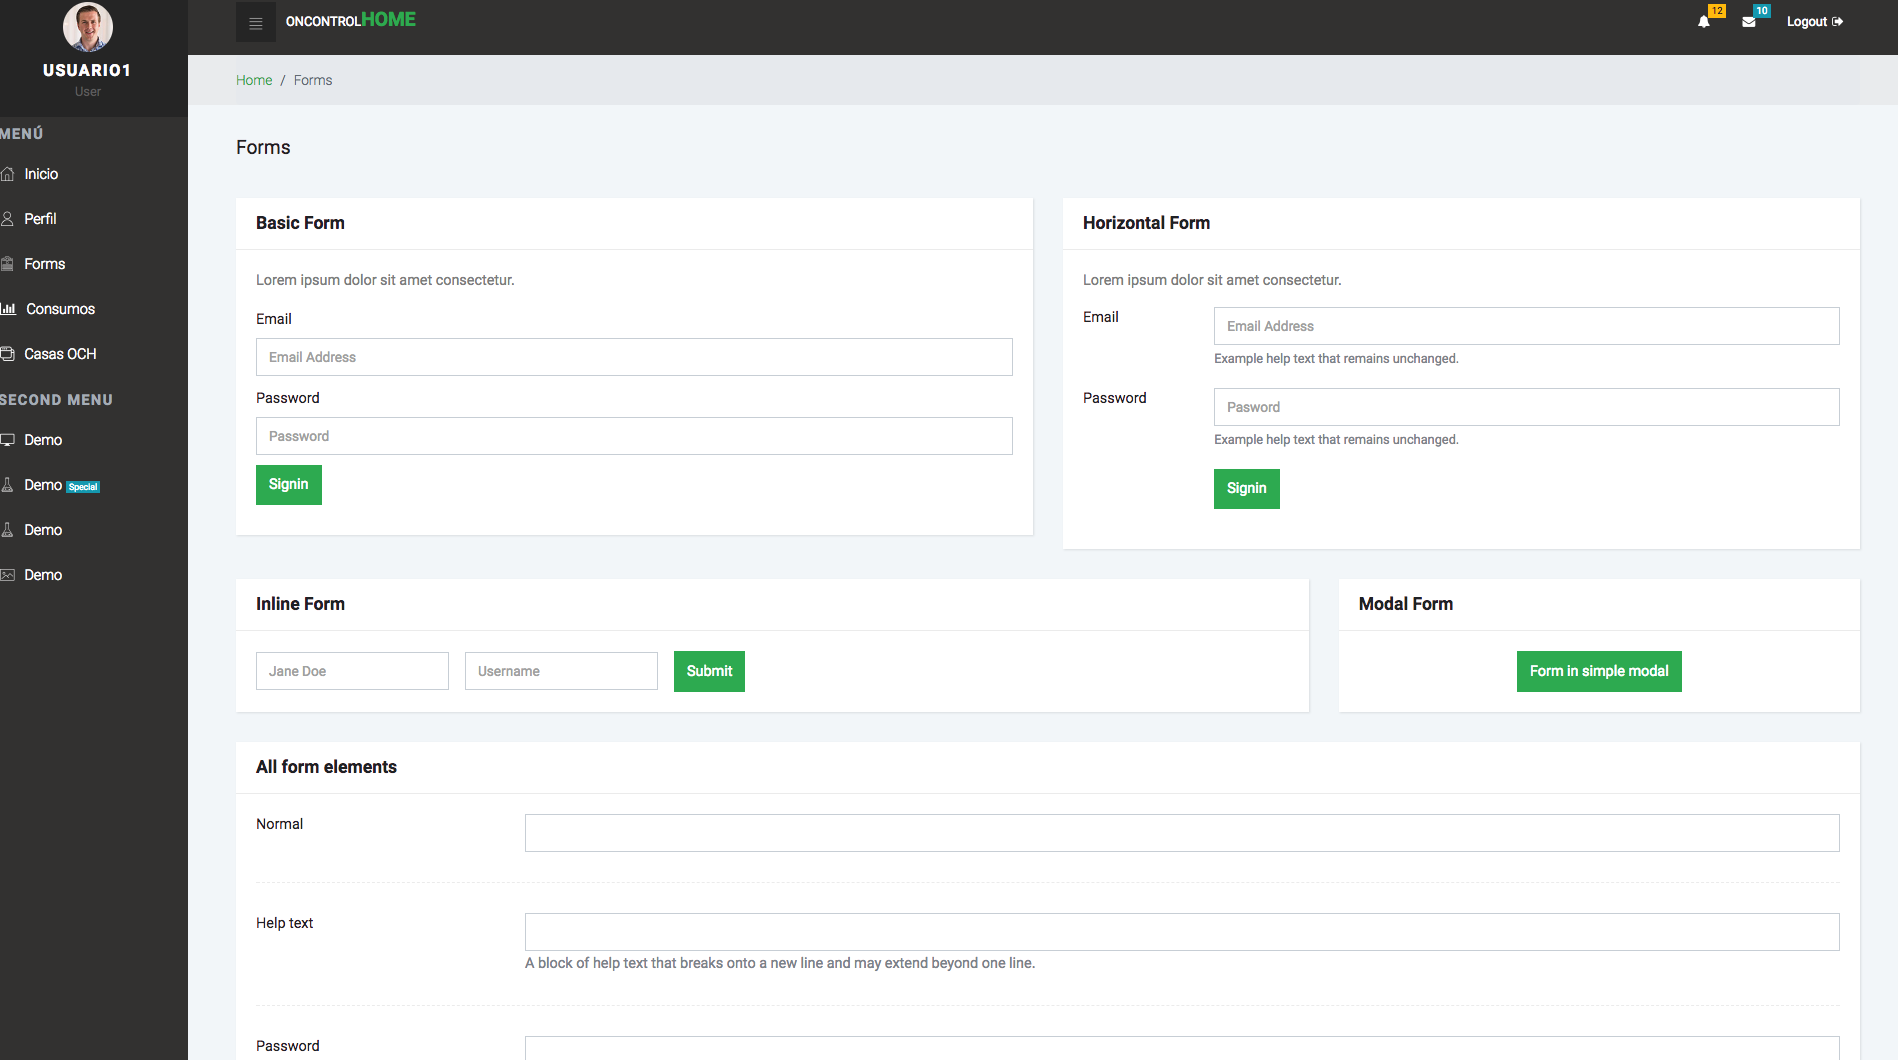 USUARIO1
User
MENÚ
Inicio
Perfil
Forms
Consumos
Casas OCH
SECOND MENU
Demo
Demo Special
Demo
Demo
ONCONTROLHOME
12
10
Logout
Home / Forms
Forms
Basic Form
Lorem ipsum dolor sit amet consectetur.
Email
Email Address
Password
Password
Signin
Horizontal Form
Lorem ipsum dolor sit amet consectetur.
Email
Email Address
Example help text that remains unchanged.
Password
Pasword
Example help text that remains unchanged.
Signin
Inline Form
Jane Doe
Username
Submit
Modal Form
Form in simple modal
All form elements
Normal
Help text
A block of help text that breaks onto a new line and may extend beyond one line.
Password